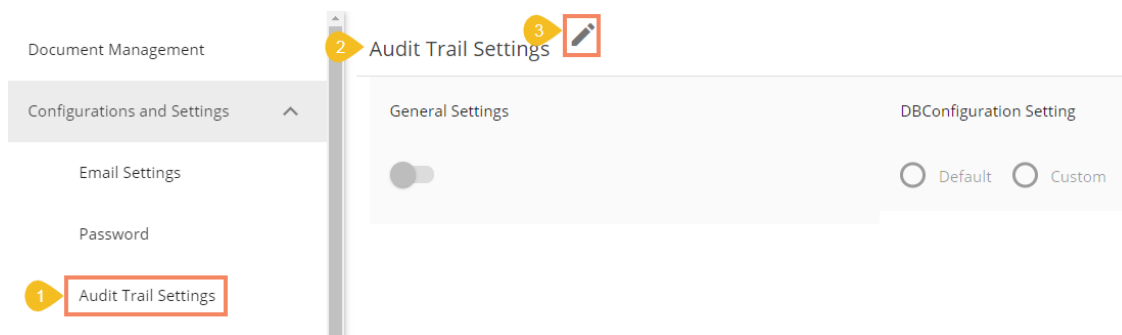 Document Management
Configurations and Settings
Email Settings
Password
1 Audit Trail Settings
2 Audit Trail Settings 3
General Settings
DBConfiguration Setting
Default Custom